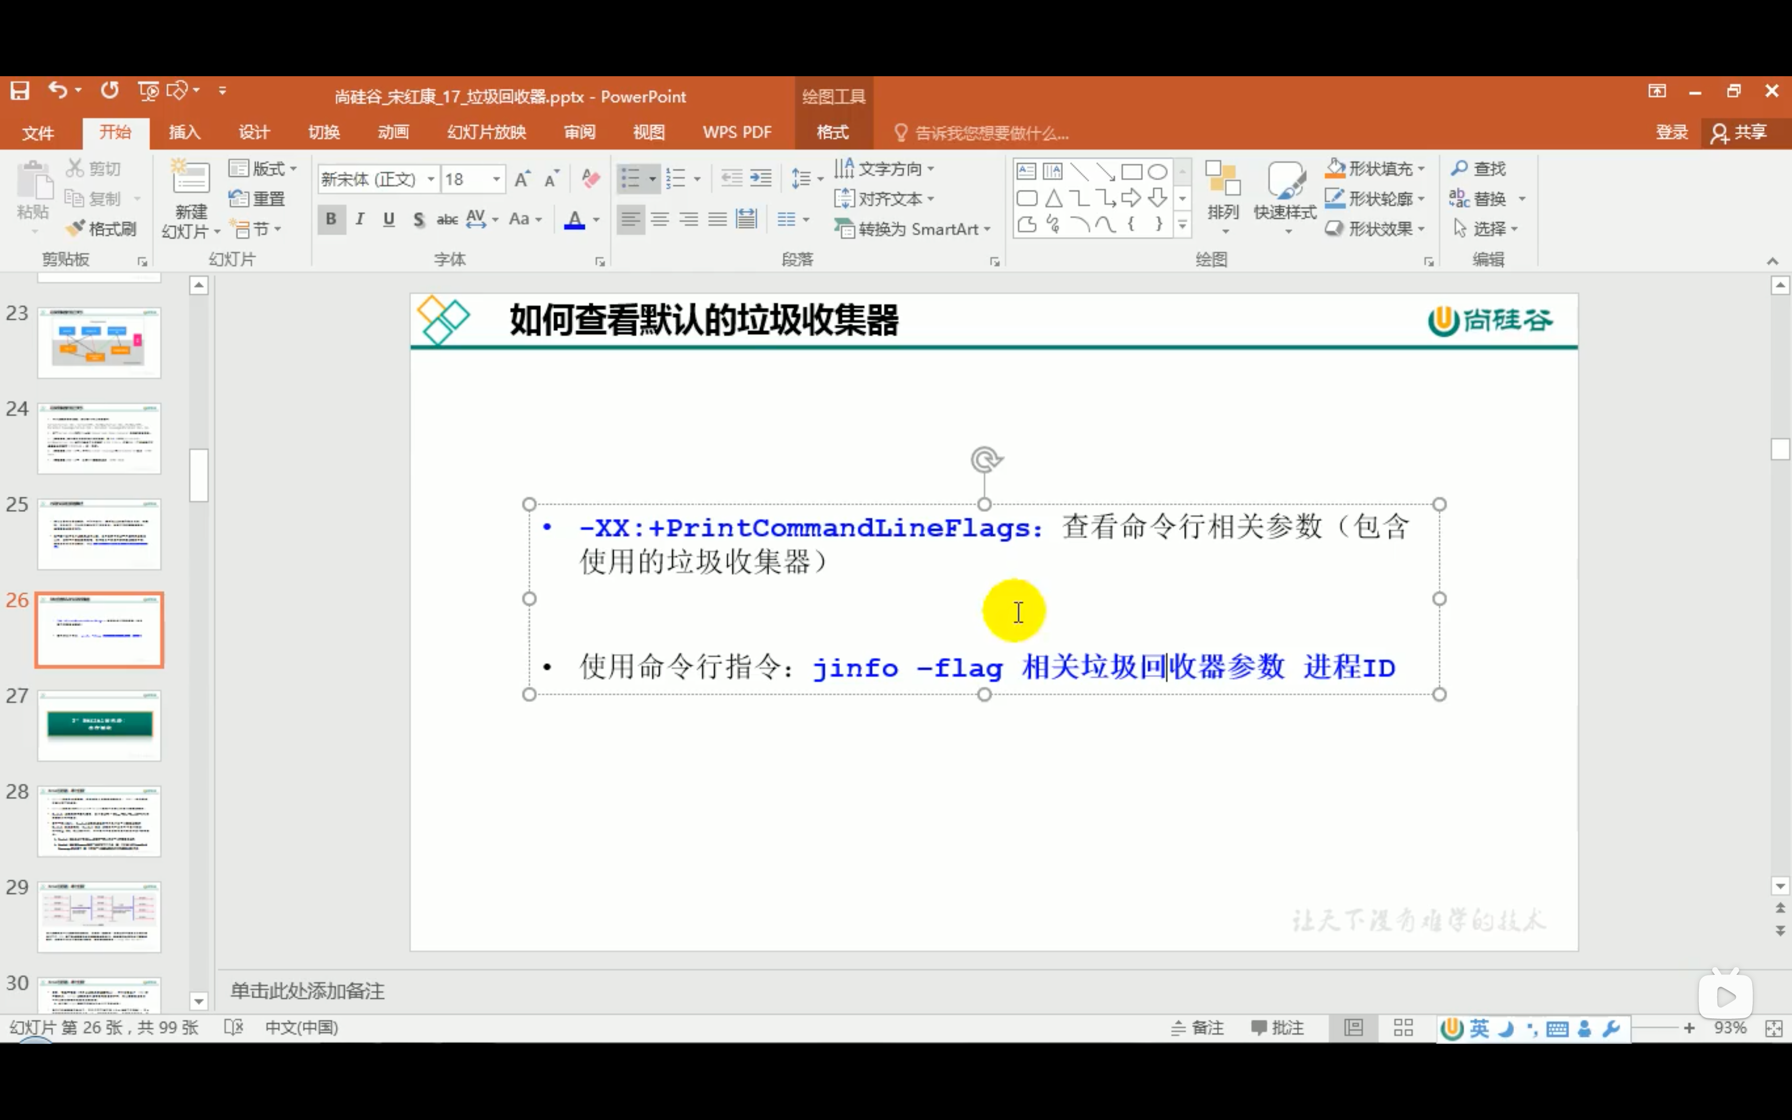 尚硅谷_宋红康_17_垃圾回收器.pptx - PowerPoint
绘图工具
文件 开始 插入 设计 切换 动画 幻灯片放映 审阅 视图 WPS PDF 格式 告诉我您想要做什么... 登录 共享
粘贴
剪切
复制
格式刷
剪贴板
新建
幻灯片
版式
重置
节
幻灯片
新宋体 (正文) 18
B I U S abc AV Aa A
字体
文字方向
对齐文本
转换为 SmartArt
段落
排列
快速样式
形状填充
形状轮廓
形状效果
绘图
查找
替换
选择
编辑
23
24
25
26
27
28
29
30
如何查看默认的垃圾收集器
尚硅谷
• -XX:+PrintCommandLineFlags：查看命令行相关参数（包含
使用的垃圾收集器）
• 使用命令行指令：jinfo -flag 相关垃圾回收器参数 进程ID
让天下没有难学的技术
单击此处添加备注
幻灯片 第 26 张，共 99 张 中文(中国) 备注 批注 英 93%